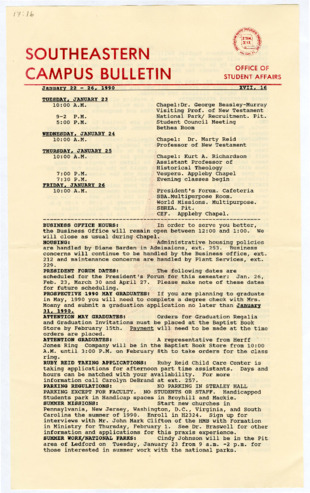 17:16
SOUTHEASTERN
CAMPUS BULLETIN
OFFICE OF
STUDENT AFFAIRS
January 22 - 26, 1990 XVII, 16
TUESDAY, JANUARY 23
10:00 A.M. Chapel:Dr. George Beasley-Murray
Visiting Prof. of New Testament
9-2 P.M. National Park/ Recruitment. Pit.
5:00 P.M. Student Council Meeting
Bethea Room
WEDNESDAY, JANUARY 24
10:00 A.M. Chapel: Dr. Marty Reid
Professor of New Testament
THURSDAY, JANUARY 25
10:00 A.M. Chapel: Kurt A. Richardson
Assistant Professor of
Historical Theology
7:00 P.M. Vespers. Appleby Chapel
7:10 P.M. Evening classes begin
FRIDAY, JANUARY 26
10:00 A.M. President's Forum. Cafeteria
SBA.Multipurpose Room.
World Missions. Multipurpose.
SBREA. Pit.
CEF. Appleby Chapel.
BUSINESS OFFICE HOURS: In order to serve you better,
the Business Office will remain open between 12:00 and 1:00. We
will close as usual during Chapel.
HOUSING: Administrative housing policies
are handled by Diane Barden in Admissions, ext. 353. Business
concerns will continue to be handled by the Business office, ext.
212 and maintenance concerns are handled by Plant Services, ext.
229.
PRESIDENT FORUM DATES: The following dates are
scheduled for the President's Forum for this semester: Jan. 26,
Feb. 23, March 30 and April 27. Please make note of these dates
for future scheduling.
PROSPECTIVE 1990 MAY GRADUATES: If you are planning to graduate
in May, 1990 you will need to complete a degree check with Mrs.
Moany and submit a graduation application no later than January
31, 1990.
ATTENTION MAY GRADUATES: Orders for Graduation Regalia
and Graduation Invitations must be placed at the Baptist Book
Store by February 15th. Payment will need to be made at the time
orders are placed.
ATTENTION GRADUATES: A representative from Herff
Jones Ring Company will be in the Baptist Book Store from 10:00
A.M. until 3:00 P.M. on February 8th to take orders for the class
ring.
RUBY REID TAKING APPLICATIONS: Ruby Reid Child Care Center is
taking applications for afternoon part time assistants. Days and
hours can be matched with your availability. For more
information call Carolyn DeBrand at ext. 257.
PARKING REGULATIONS: NO PARKING IN STEALY HALL
PARKING EXCEPT FOR FACULTY. NO STUDENTS OR STAFF. Handicapped
Students park in Handicap spaces in Broyhill and Mackie.
SUMMER MISSIONS: Start new churches in
Pennsylvania, New Jersey, Washington, D.C., Virginia, and South
Carolina the summer of 1990. Enroll in M2324. Sign up for
interviews with Mr. John Mark Clifton of the HMB with Formation
in Ministry for Thursday, February 1. See Dr. Braswell for other
information and applications for this praxis experience.
SUMMER WORK/NATIONAL PARKS: Cindy Johnson will be in the Pit
area of Ledford on Tuesday, January 23 from 9 a.m. -2 p.m. for
those interested in summer work with the national parks.